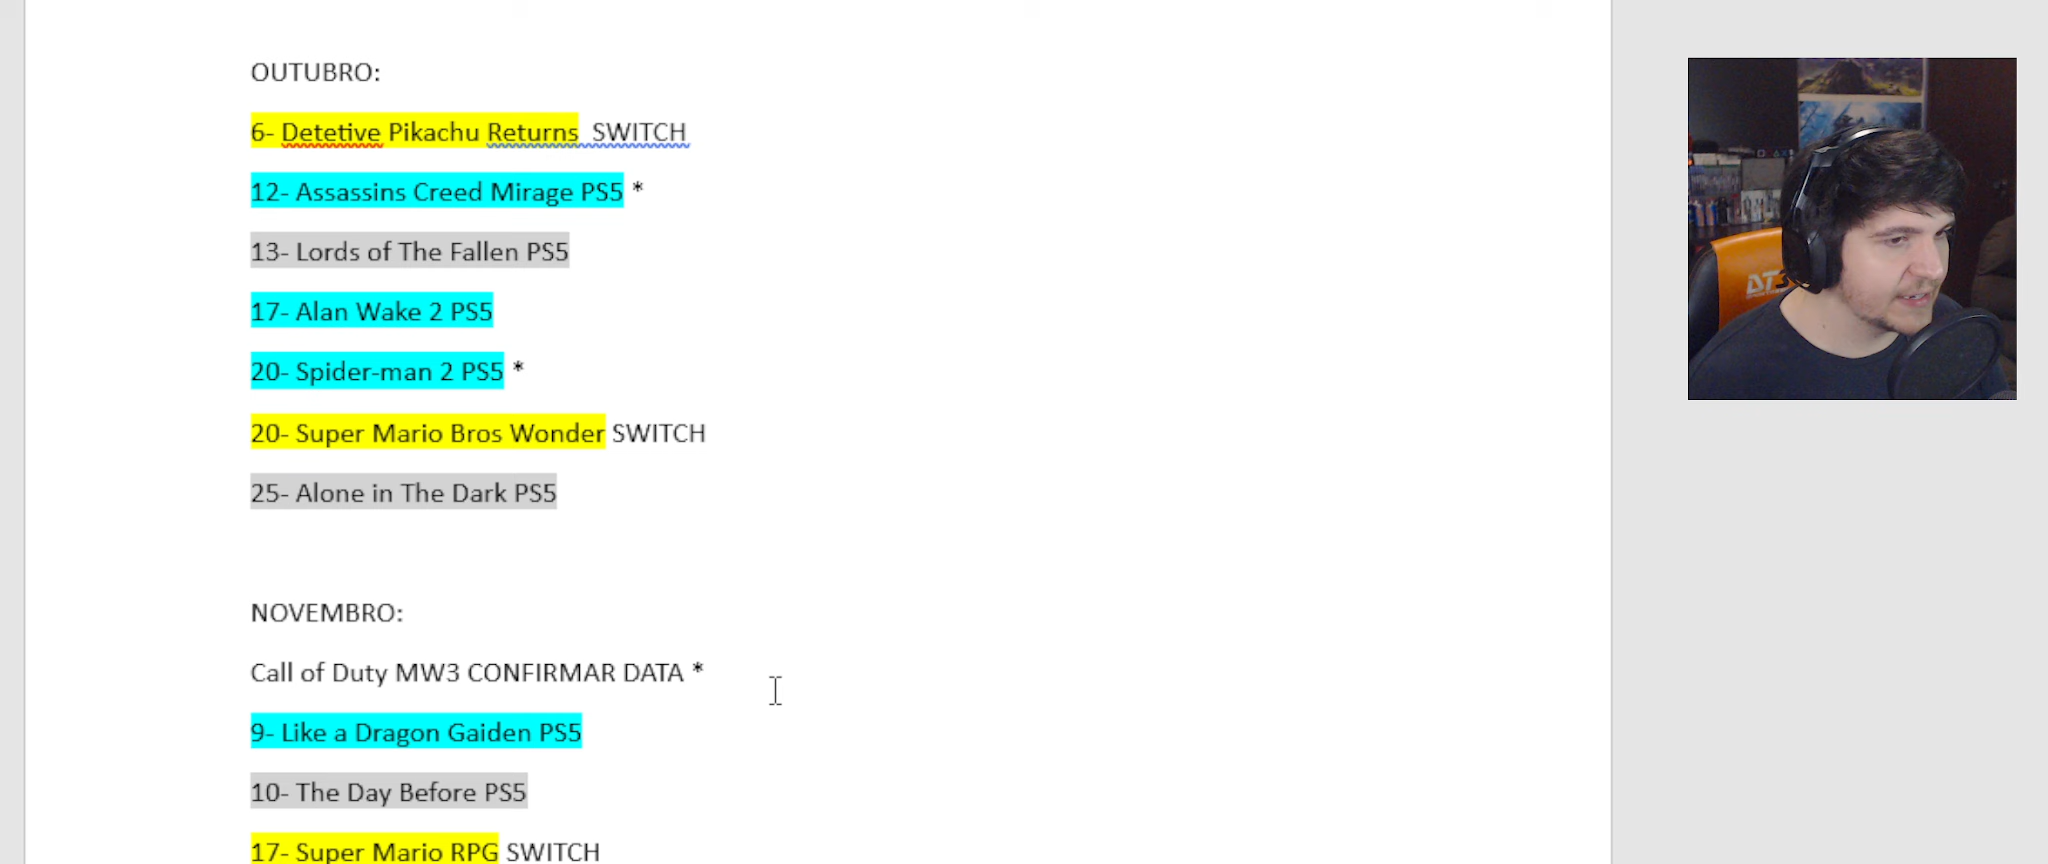 OUTUBRO:
6- Detetive Pikachu Returns SWITCH
12- Assassins Creed Mirage PS5 *
13- Lords of The Fallen PS5
17- Alan Wake 2 PS5
20- Spider-man 2 PS5 *
20- Super Mario Bros Wonder SWITCH
25- Alone in The Dark PS5
NOVEMBRO:
Call of Duty MW3 CONFIRMAR DATA *
9- Like a Dragon Gaiden PS5
10- The Day Before PS5
17- Super Mario RPG SWITCH
DT3